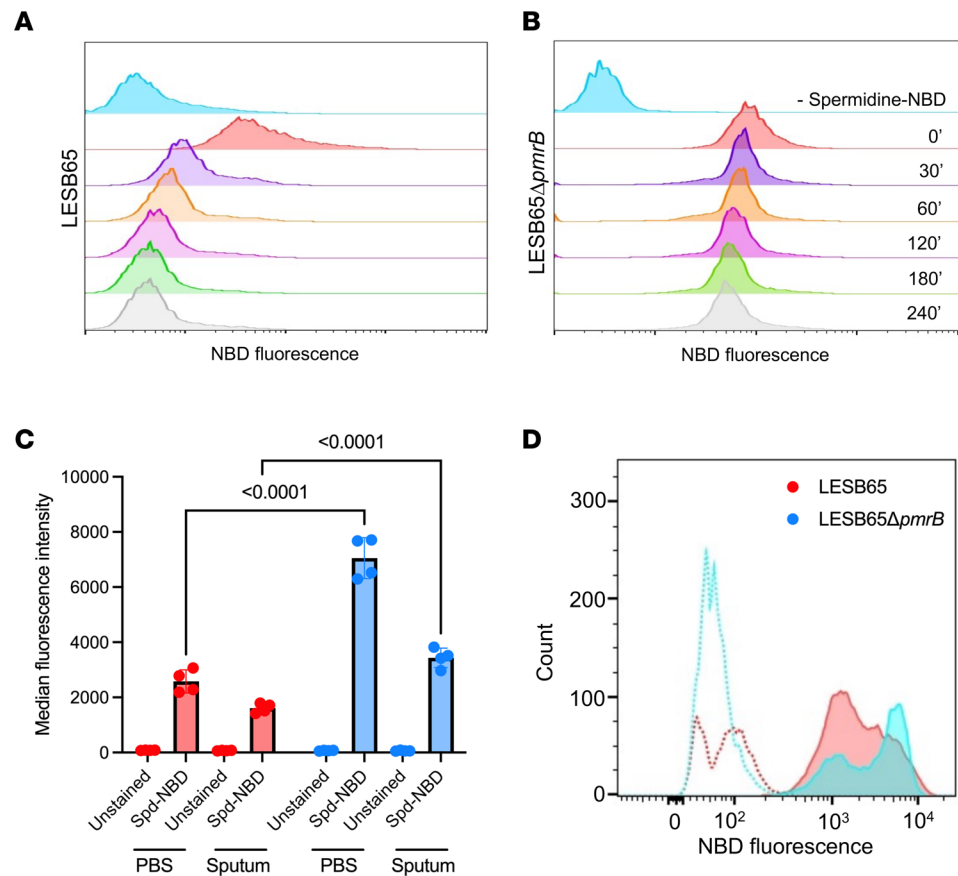 A
B
LESB65
NBD fluorescence
LESB65ΔpmrB
- Spermidine-NBD
0’
30’
60’
120’
180’
240’
NBD fluorescence
C
<0.0001
<0.0001
Median fluorescence intensity
10000
8000
6000
4000
2000
0
Unstained
Spd-NBD
Unstained
Spd-NBD
Unstained
Spd-NBD
Unstained
Spd-NBD
PBS
Sputum
PBS
Sputum
D
LESB65
LESB65ΔpmrB
Count
300
200
100
0
0 10² 10³ 10⁴
NBD fluorescence